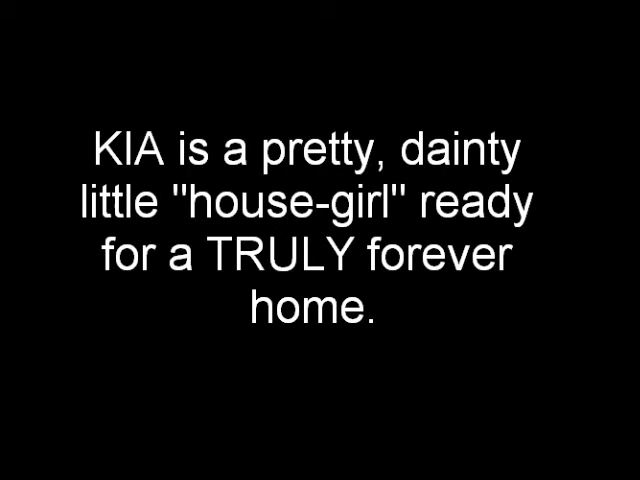 KIA is a pretty, dainty
little "house-girl" ready
for a TRULY forever
home.